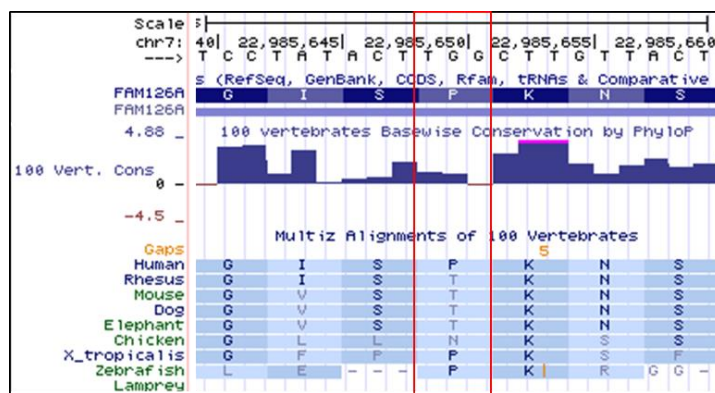 Scale
chr7: 40| 22,985,645| 22,985,650| 22,985,655| 22,985,660
---> T C C T A T A C T A T T G G G C T T G T T A C T
s (RefSeq, GenBank, CCDS, Rfam, tRNAs & Comparative
FAM126A G I S P K N S
FAM126A
4.88 _ 100 vertebrates Basewise Conservation by PhyloP
100 Vert. Cons
0 -
-4.5 _
Multiz Alignments of 100 Vertebrates
Gaps 5
Human G I S P K N S
Rhesus G I S T K N S
Mouse G V S T K N S
Dog G V S T K N S
Elephant G V S T K N S
Chicken G L L N K S S
X_tropicalis G F P P K S F
Zebrafish L E - - - P K R G G -
Lamprey